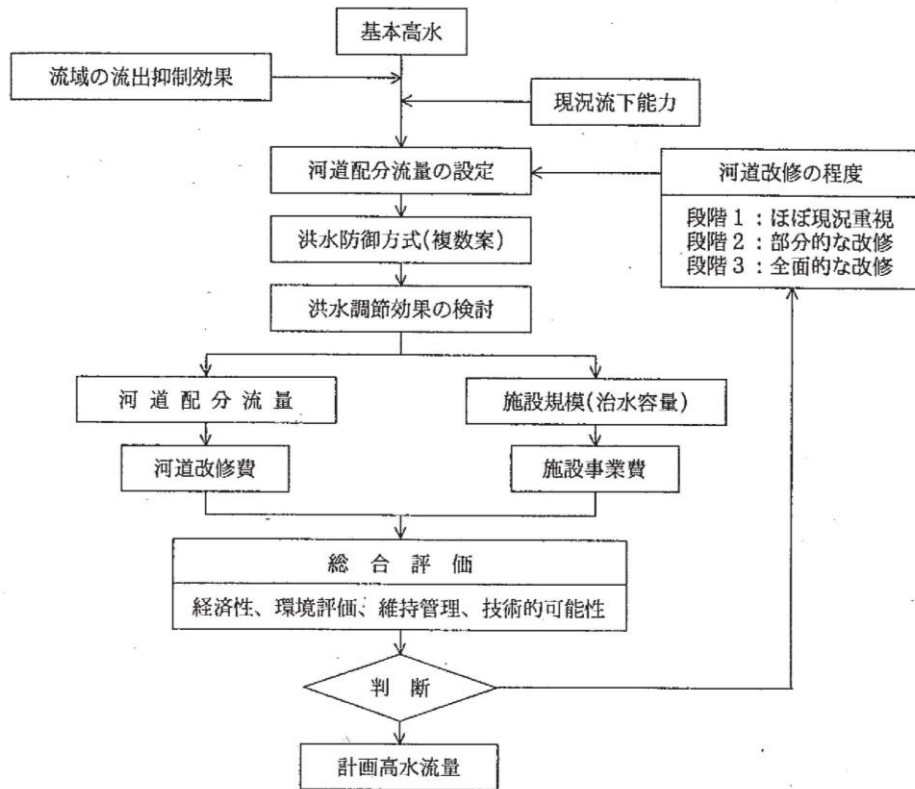 基本高水
流域の流出抑制効果
現況流下能力
河道配分流量の設定
河道改修の程度
段階1：ほぼ現況重視
段階2：部分的な改修
段階3：全面的な改修
洪水防御方式(複数案)
洪水調節効果の検討
河道配分流量
施設規模(治水容量)
河道改修費
施設事業費
総合評価
経済性、環境評価、維持管理、技術的可能性
判断
計画高水流量